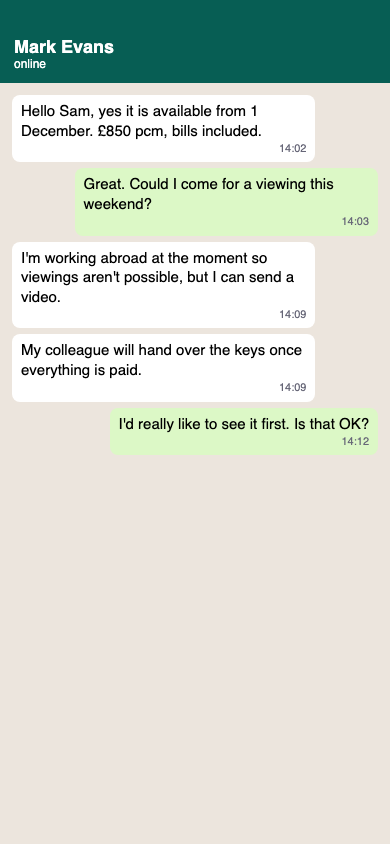 Mark Evans
online
Hello Sam, yes it is available from 1
December. £850 pcm, bills included.
14:02
Great. Could I come for a viewing this
weekend?
14:03
I'm working abroad at the moment so
viewings aren't possible, but I can send a
video.
14:09
My colleague will hand over the keys once
everything is paid.
14:09
I'd really like to see it first. Is that OK?
14:12